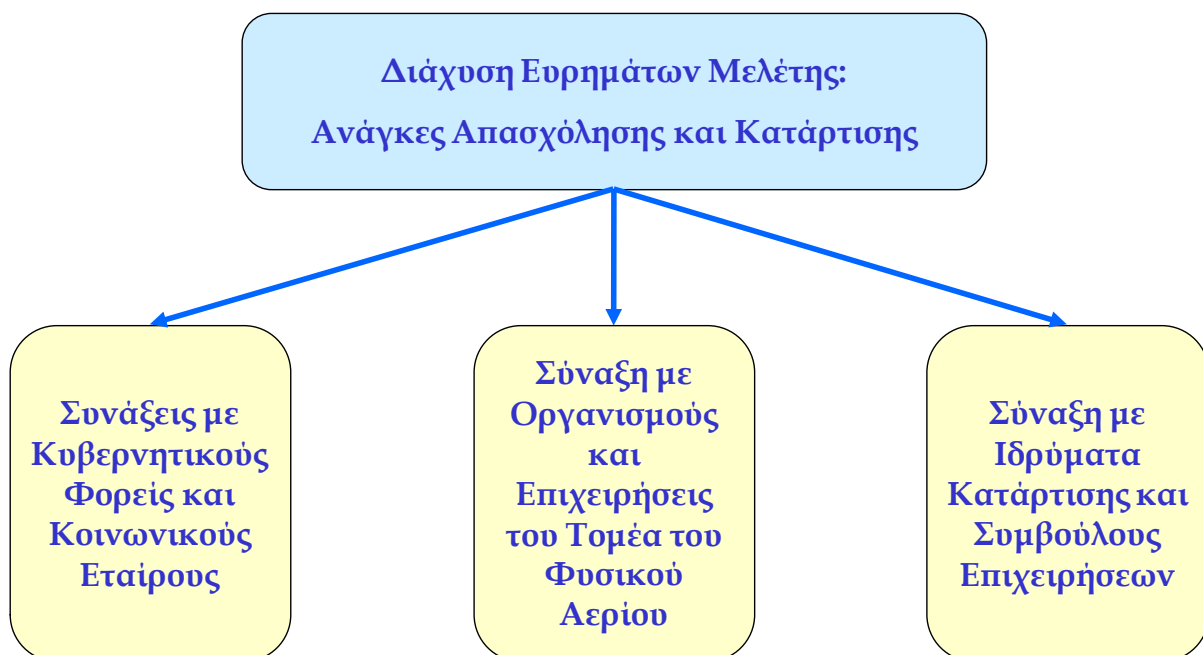 Διάχυση Ευρημάτων Μελέτης:
Ανάγκες Απασχόλησης και Κατάρτισης
Συνάξεις με
Κυβερνητικούς
Φορείς και
Κοινωνικούς
Εταίρους
Σύναξη με
Οργανισμούς
και
Επιχειρήσεις
του Τομέα του
Φυσικού
Αερίου
Σύναξη με
Ιδρύματα
Κατάρτισης και
Συμβούλους
Επιχειρήσεων